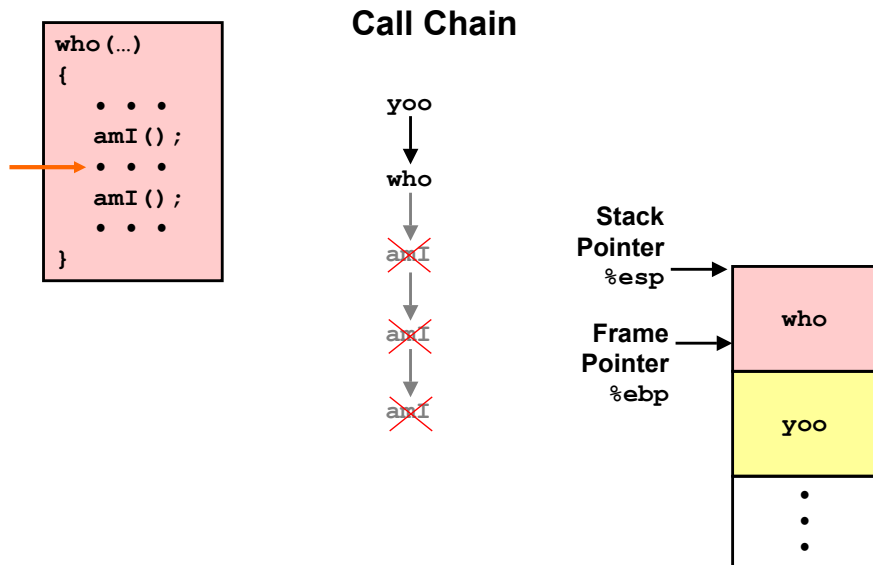 Call Chain
who(…)
{
• • •
amI();
• • •
amI();
• • •
}
yoo
who
amI
amI
amI
Stack
Pointer
%esp
Frame
Pointer
%ebp
who
yoo
•
•
•